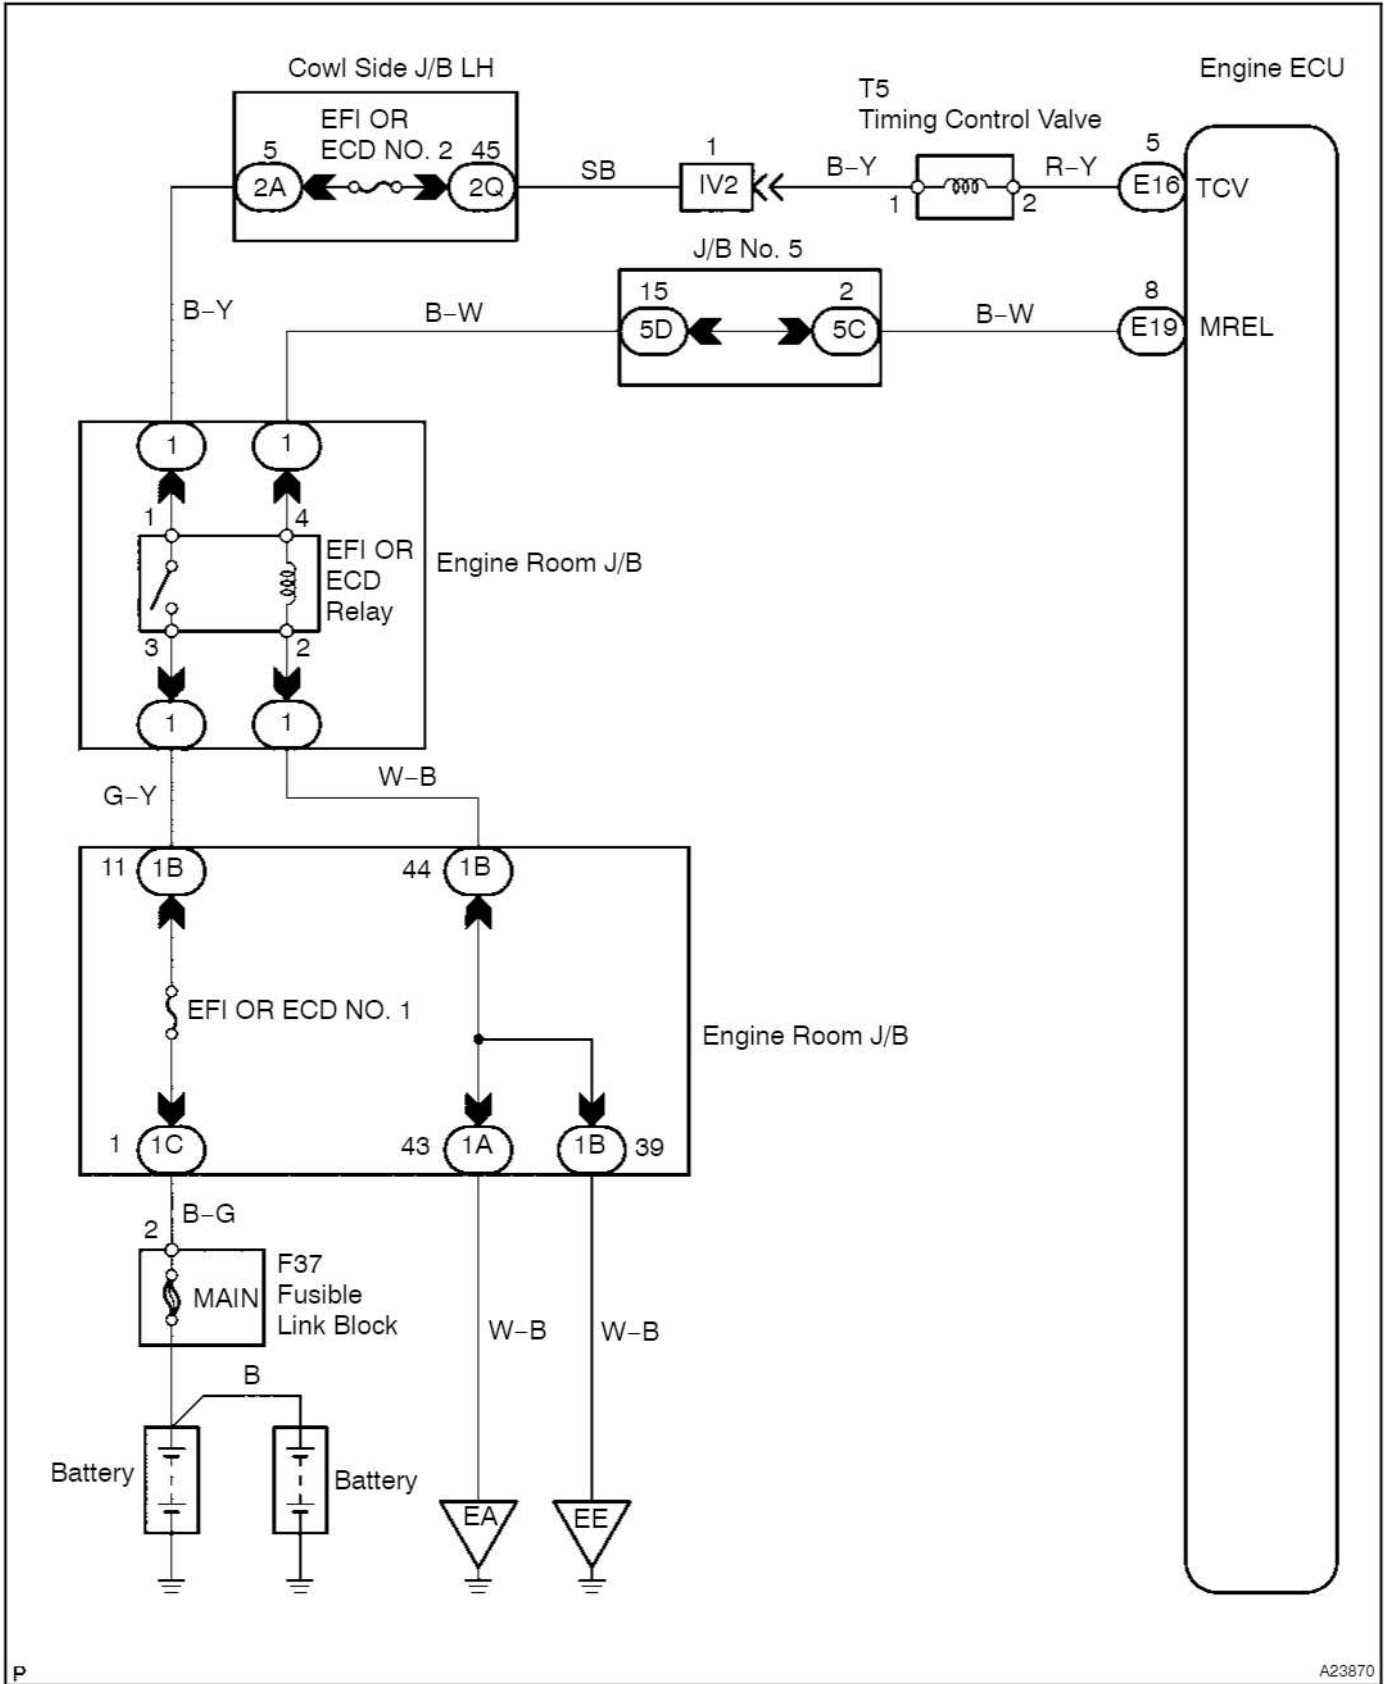 Cowl Side J/B LH
Engine ECU
T5
Timing Control Valve
EFI OR
ECD NO. 2
5
45
2A
2Q
SB
1
IV2
B–Y
1
2
R–Y
5
E16
TCV
J/B No. 5
15
2
5D
5C
B–Y
B–W
B–W
8
E19
MREL
1
1
1
4
EFI OR
ECD
Relay
Engine Room J/B
3
2
1
1
G–Y
W–B
11
1B
44
1B
EFI OR ECD NO. 1
Engine Room J/B
1
1C
43
1A
1B
39
B–G
2
MAIN
F37
Fusible
Link Block
W–B
W–B
B
Battery
Battery
EA
EE
P
A23870